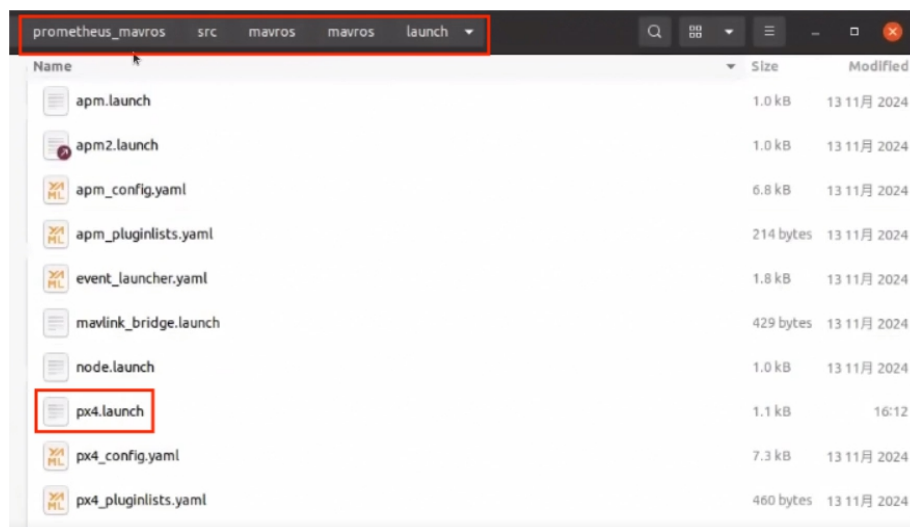 prometheus_mavros src mavros mavros launch
Name Size Modified
apm.launch 1.0 kB 13 11月 2024
apm2.launch 1.0 kB 13 11月 2024
apm_config.yaml 6.8 kB 13 11月 2024
apm_pluginlists.yaml 214 bytes 13 11月 2024
event_launcher.yaml 1.8 kB 13 11月 2024
mavlink_bridge.launch 429 bytes 13 11月 2024
node.launch 1.0 kB 13 11月 2024
px4.launch 1.1 kB 16:12
px4_config.yaml 7.3 kB 13 11月 2024
px4_pluginlists.yaml 460 bytes 13 11月 2024